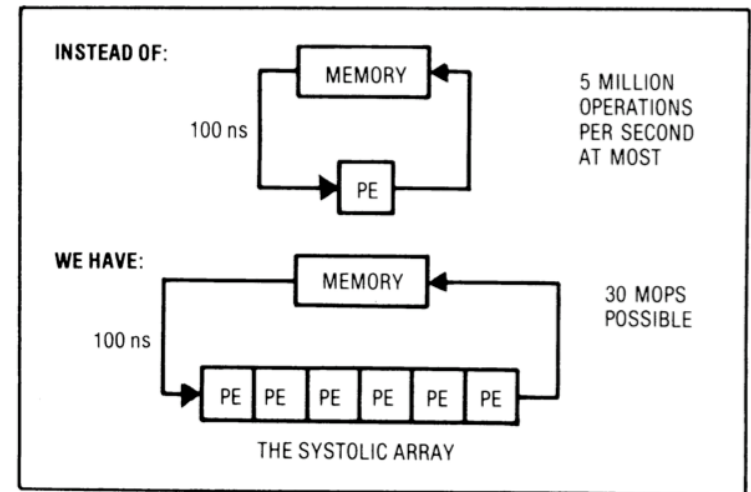 INSTEAD OF:
MEMORY
100 ns
PE
5 MILLION
OPERATIONS
PER SECOND
AT MOST
WE HAVE:
MEMORY
100 ns
PE PE PE PE PE PE
30 MOPS
POSSIBLE
THE SYSTOLIC ARRAY